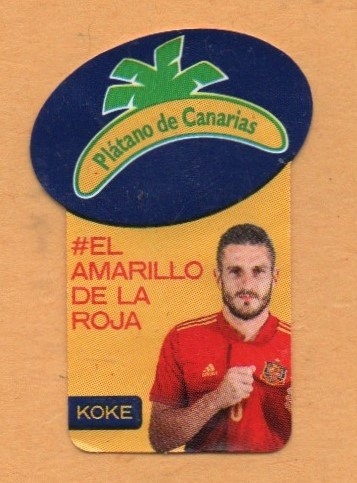 Plátano de Canarias
#EL
AMARILLO
DE LA
ROJA
KOKE